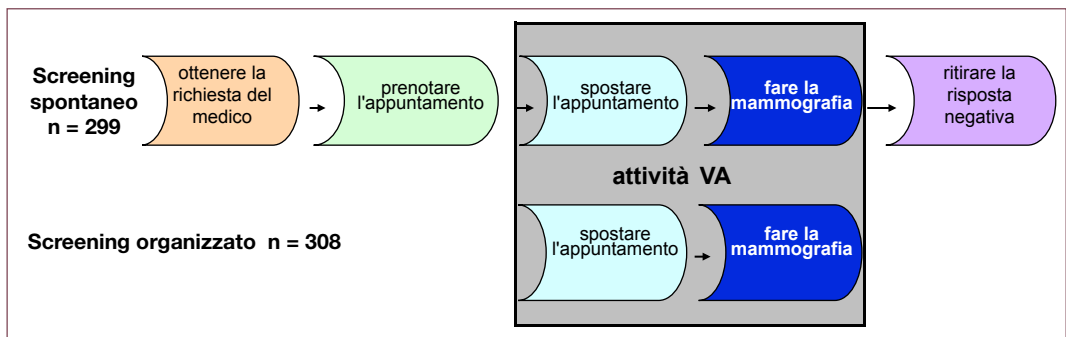 Screening
spontaneo
n = 299
ottenere la
richiesta del
medico
prenotare
l'appuntamento
spostare
l'appuntamento
fare la
mammografia
ritirare la
risposta
negativa
attività VA
Screening organizzato n = 308
spostare
l'appuntamento
fare la
mammografia